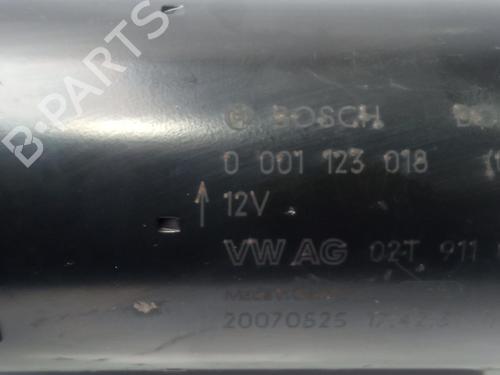 B-PARTS
BOSCH
0 001 123 018
12V
VW AG 02T 911
20070525